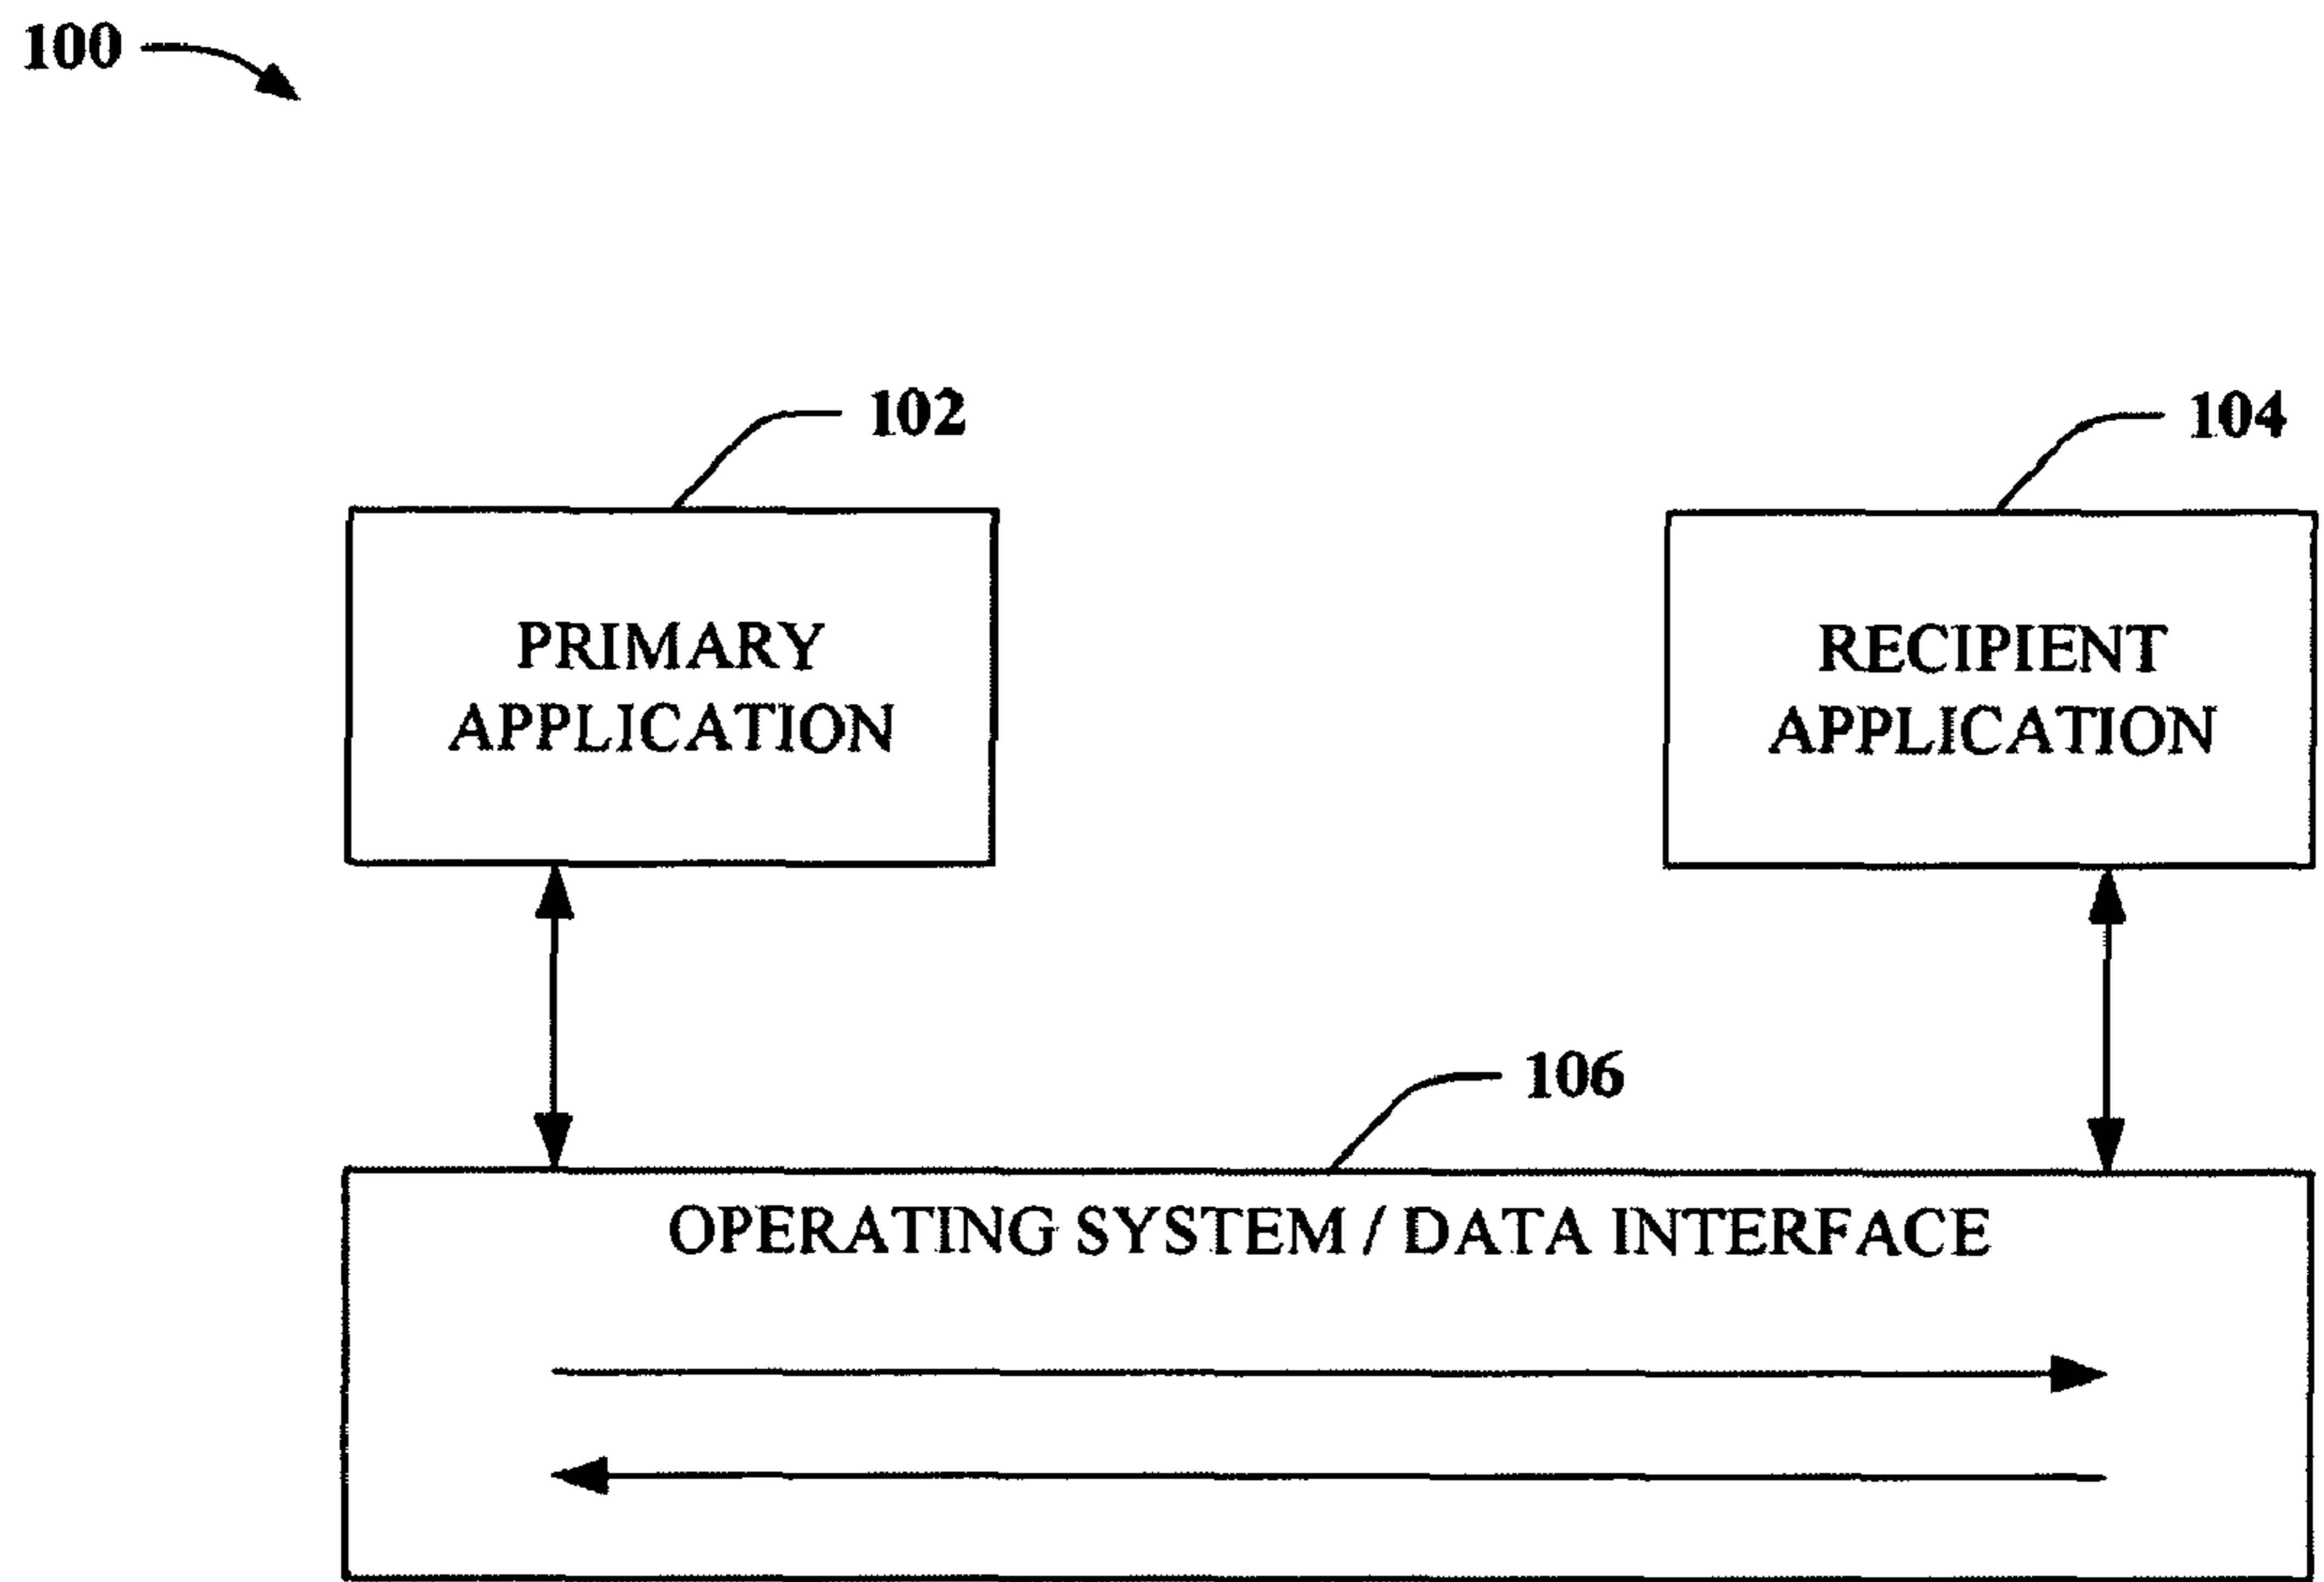 100
102
104
PRIMARY
APPLICATION
RECIPIENT
APPLICATION
106
OPERATING SYSTEM / DATA INTERFACE